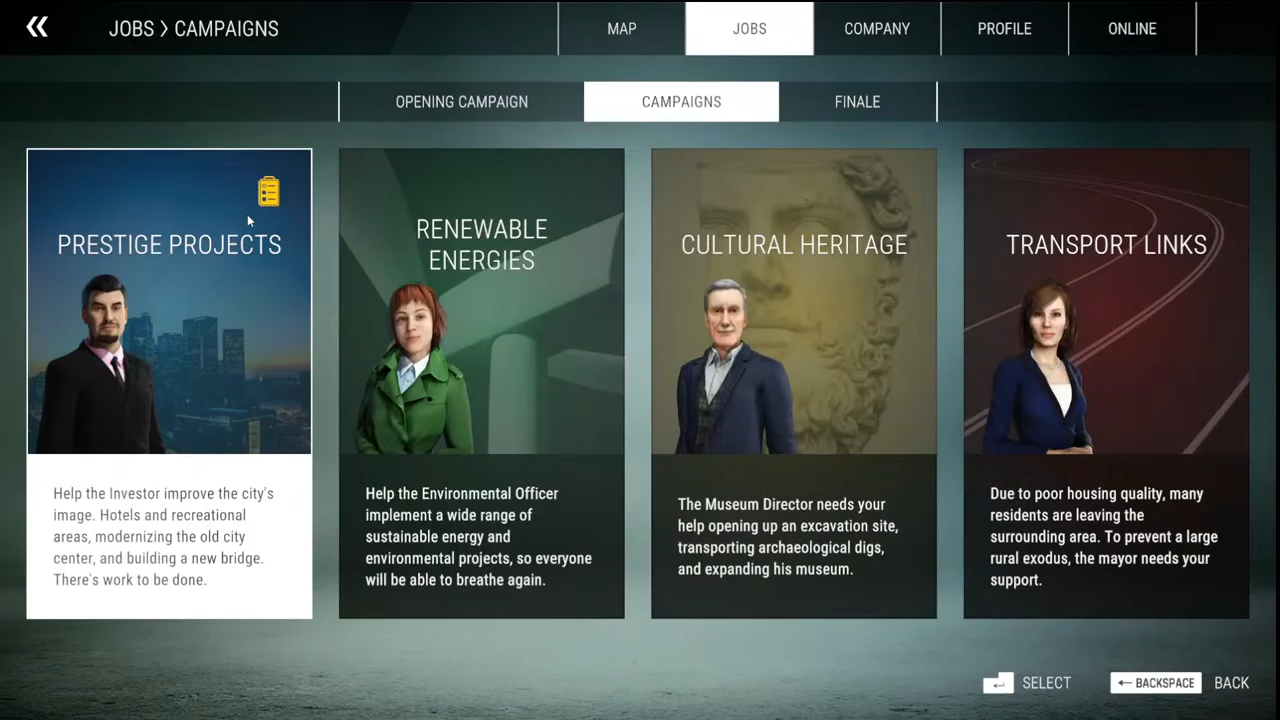 JOBS > CAMPAIGNS
MAP
JOBS
COMPANY
PROFILE
ONLINE
OPENING CAMPAIGN
CAMPAIGNS
FINALE
PRESTIGE PROJECTS
Help the Investor improve the city's
image. Hotels and recreational
areas, modernizing the old city
center, and building a new bridge.
There's work to be done.
RENEWABLE
ENERGIES
Help the Environmental Officer
implement a wide range of
sustainable energy and
environmental projects, so everyone
will be able to breathe again.
CULTURAL HERITAGE
The Museum Director needs your
help opening up an excavation site,
transporting archaeological digs,
and expanding his museum.
TRANSPORT LINKS
Due to poor housing quality, many
residents are leaving the
surrounding area. To prevent a large
rural exodus, the mayor needs your
support.
SELECT
← BACKSPACE
BACK